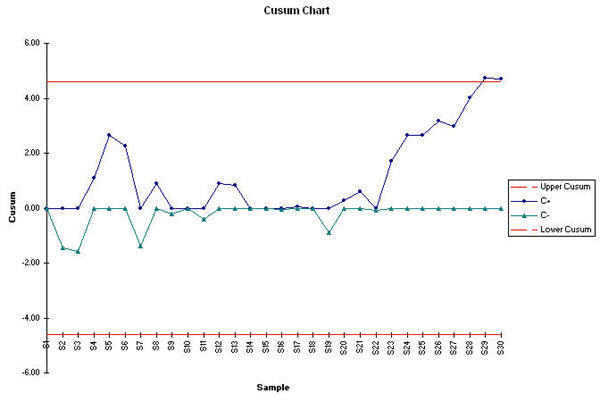 Cusum Chart
6.00
4.00
2.00
0.00
-2.00
-4.00
-6.00
Cusum
S1 S2 S3 S4 S5 S6 S7 S8 S9 S10 S11 S12 S13 S14 S15 S16 S17 S18 S19 S20 S21 S22 S23 S24 S25 S26 S27 S28 S29 S30
Sample
Upper Cusum
C+
C-
Lower Cusum